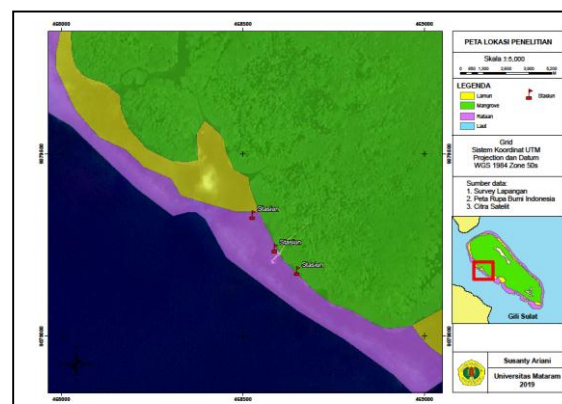 PETA LOKASI PENELITIAN
Skala 1:5,000
LEGENDA
Lamun
Mangrove
Rataan
Laut
Stasiun
Grid
Sistem Koordinat UTM
Projection dan Datum
WGS 1984 Zone 50s
Sumber data:
1. Survey Lapangan
2. Peta Rupa Bumi Indonesia
3. Citra Satelit
Gili Sulat
Susanty Ariani
Universitas Mataram
2019
468000
468500
469000
Stasiun
Stasiun
Stasiun
468000
468500
469000